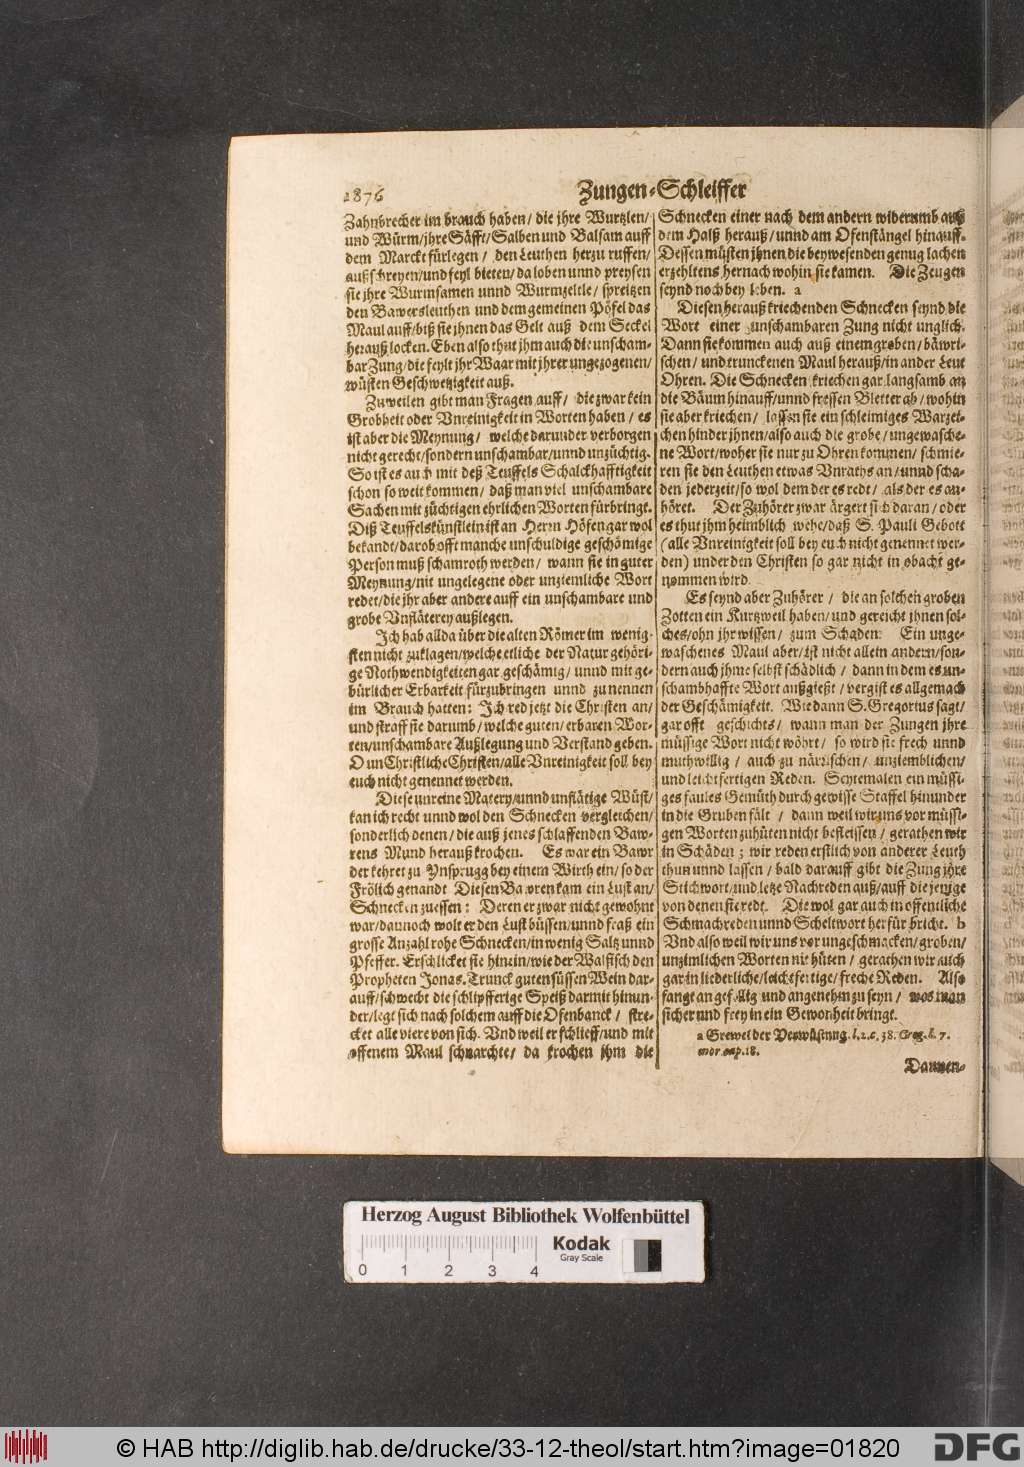 1876
Zungen-Schleiffer
Zahnbrecher im brauch haben/ die jhre Wurtzlen/
und Würm/jhre Säfft/Salben und Balsam auff
dem Marckt fürlegen/ den Leuthen herzu ruffen/
außschreyen/und feyl bieten/da loben unnd preysen
sie jhre Wurmsamen unnd Wurmzeltle/ spreitzen
den Bawersleuthen und dem gemeinen Pöfel das
Maul auff/biß sie jhnen das Gelt auß dem Seckel
herauß locken. Eben also thut jhm auch die unscham-
bar Zung/die feylt jhr Waar mit jhrer ungezogenen/
wüsten Geschwetzigkeit auß.
Zuweilen gibt man Fragen auff/ die zwar kein
Grobheit oder Vnreinigkeit in Worten haben/ es
ist aber die Meynung/ welche darunder verborgen
nicht gerecht/sondern unschambar/unnd unzüchtig.
So ist es auch mit deß Teuffels Schalckhafftigkeit
schon so weit kommen/ daß man viel unschambare
Sachen mit züchtigen ehrlichen Worten fürbringt.
Diß Teuffelskünstlein ist an Herrn Höfen gar wol
bekandt/darob offt manche unschuldige geschämige
Person muß schamroth werden/ wann sie in guter
Meynung/nit ungelegene oder unziemliche Wort
redet/die jhr aber andere auff ein unschambare und
grobe Vnflätterey außlegen.
Ich hab allda über die alten Römer im wenig-
sten nicht zuklagen/welche etliche der Natur gehöri-
ge Nothwendigkeiten gar geschämig/ unnd mit ge-
bürlicher Erbarkeit fürzubringen unnd zu nennen
im Brauch hatten: Ich red jetzt die Christen an/
und straff sie darumb/welche guten/erbaren Wor-
ten/unschambare Außlegung und Verstand geben.
O unChristliche Christen/alle Vnreinigkeit soll bey
euch nicht genennet werden.
Diese unreine Matery/unnd unflätige Wüst/
kan ich recht unnd wol den Schnecken vergleichen/
sonderlich denen/die auß jenes schlaffenden Baw-
rens Mund herauß krochen. Es war ein Bawr
der kehret zu Ynsprugg bey einem Wirth ein/so der
Frölich genandt Diesen Bawren kam ein Lust an/
Schnecken zu essen: Deren er zwar nicht gewohnt
war/dannoch wolt er den Lust büssen/unnd fraß ein
grosse Anzahl rohe Schnecken/in wenig Saltz unnd
Pfeffer. Er schlicket sie hinein/wie der Walfisch den
Propheten Jonas. Trunck guten süssen Wein dar-
auff/schwecht die schlipfferige Speiß darmit hinun-
der/legt sich nach solchem auff die Ofenbanck/ stre-
cket alle viere von sich. Vnd weil er schlieff/und mit
offenem Maul schnarchte/ da krochen jhm die
Schnecken einer nach dem andern widerumb auß
dem Halß herauß/unnd am Ofenstängel hinauff.
Dessen müsten jhnen die beywesenden genug lachen
erzehltens hernach wohin sie kamen. Die Zeugen
seynd noch bey leben. a
Diesen herauß kriechenden Schnecken seynd die
Wort einer unschambaren Zung nicht unglich.
Dann sie kommen auch auß einem groben/ bäwri-
schen/ und trunckenen Maul herauß/in ander Leut
Ohren. Die Schnecken kriechen gar langsamb an
die Bäum hinauff/unnd fressen Bletter ab/wohin
sie aber kriechen/ lassen sie ein schleimiges Warzei-
chen hinder jhnen/also auch die grobe/ungewasche-
ne Wort/woher sie nur zu Ohren kommen/ schmie-
ren sie den Leuthen etwas Vnraths an/unnd scha-
den jederzeit/so wol dem der es redt/ als der es an-
höret. Der Zuhörer zwar ärgert sich daran/oder
es thut jhm heimblich wehe/daß S. Pauli Gebott
(alle Vnreinigkeit soll bey euch nicht genennet wer-
den) under den Christen so gar nicht in obacht ge-
nommen wird.
Es seynd aber Zuhörer/ die an solchen groben
Zotten ein Kurtzweil haben/und gereicht jhnen sol-
ches/ohn jhr wissen/ zum Schaden: Ein unge-
waschenes Maul aber/ist nicht allein andern/son-
dern auch jhme selbst schädlich/ dann in dem es un-
schambhaffte Wort außgießt/vergist es allgemach
der Geschämigkeit. Wie dann S. Gregorius sagt/
gar offt geschichts/ wann man der Zungen jhre
müssige Wort nicht wöhrt/ so wird sie frech unnd
muthwillig/ auch zu närrischen/ unziemblichen/
und leichtfertigen Reden. Seytemalen ein müssi-
ges faules Gemüth durch gewisse Staffel hinunder
in die Gruben fält/ dann weil wir uns vor müssi-
gen Worten zuhüten nicht befleissen/ gerathen wir
in Schäden; wir reden erstlich von anderer Leuth
thun unnd lassen/ bald darauff gibt die Zung jhre
Stichwort/und letze Nachreden auß/auff die jenige
von denen sie redt. Die wol gar auch in offentliche
Schmachreden unnd Scheltwort herfür bricht. b
Vnd also weil wir uns vor ungeschmacken/groben/
unzimlichen Worten nit hüten/ gerathen wir auch
gar in liederliche/leichtfertige/freche Reden. Also
fangt an gefällig und angenehm zu seyn/ was man
sicher und frey in ein Gewonheit bringt.
a Grewel der Verwüstung. l. 2. c. 38. Greg. l. 7.
mor. cap. 18.
Dannen-
Herzog August Bibliothek Wolfenbüttel
0 1 2 3 4
Kodak
Gray Scale
© HAB http://diglib.hab.de/drucke/33-12-theol/start.htm?image=01820
DFG